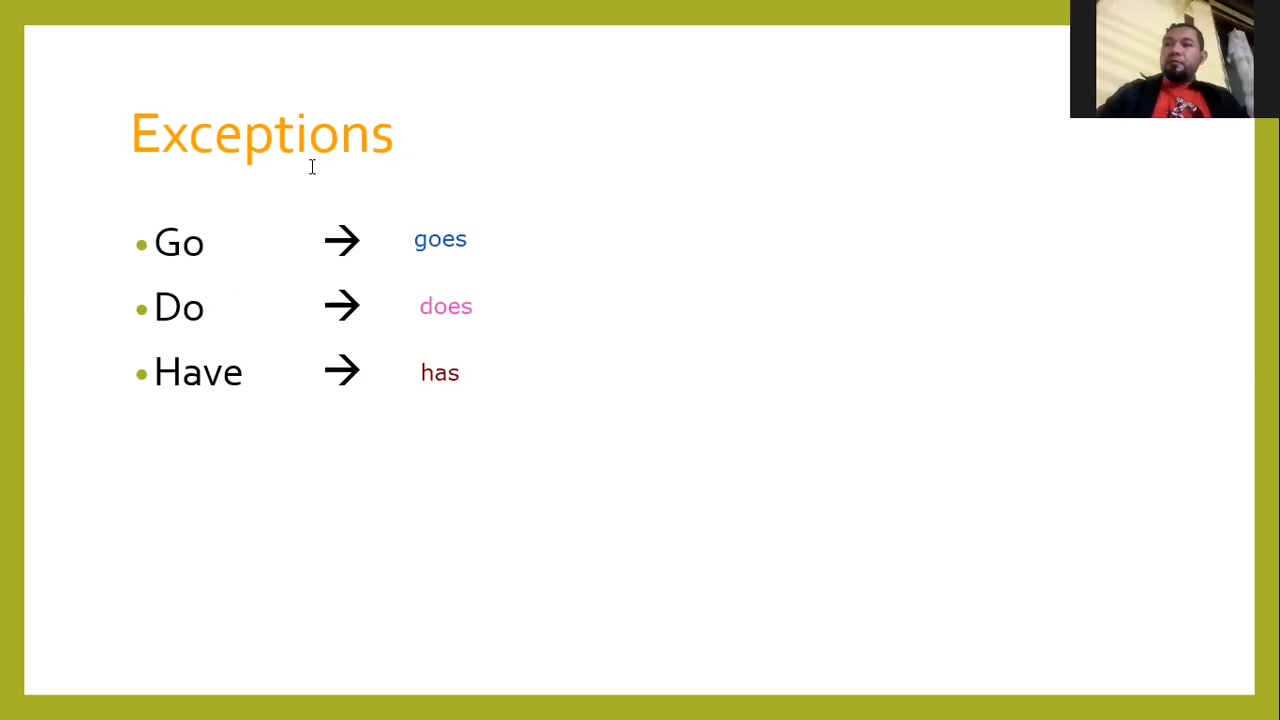 Exceptions
• Go → goes
• Do → does
• Have → has